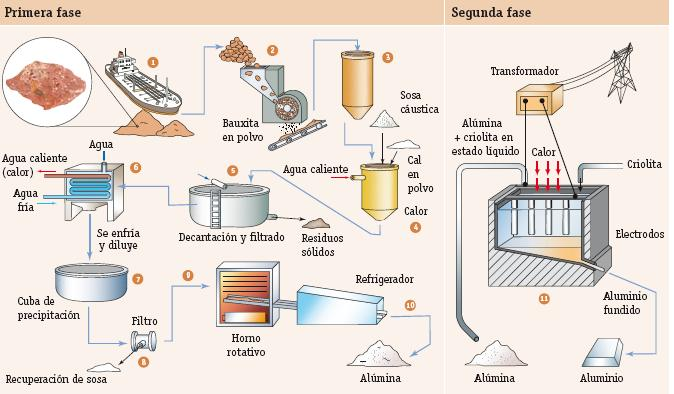 Primera fase
Segunda fase
1
2
3
Bauxita
en polvo
Sosa
cáustica
Cal
en
polvo
Agua caliente
Calor
4
5
Decantación y filtrado
Residuos
sólidos
Agua
6
Agua caliente
(calor)
Agua
fría
Se enfría
y diluye
7
Cuba de
precipitación
Filtro
8
Recuperación de sosa
9
Horno
rotativo
Refrigerador
10
Alúmina
Transformador
Alúmina
+ criolita en
estado líquido
Calor
Criolita
Electrodos
11
Aluminio
fundido
Alúmina
Aluminio